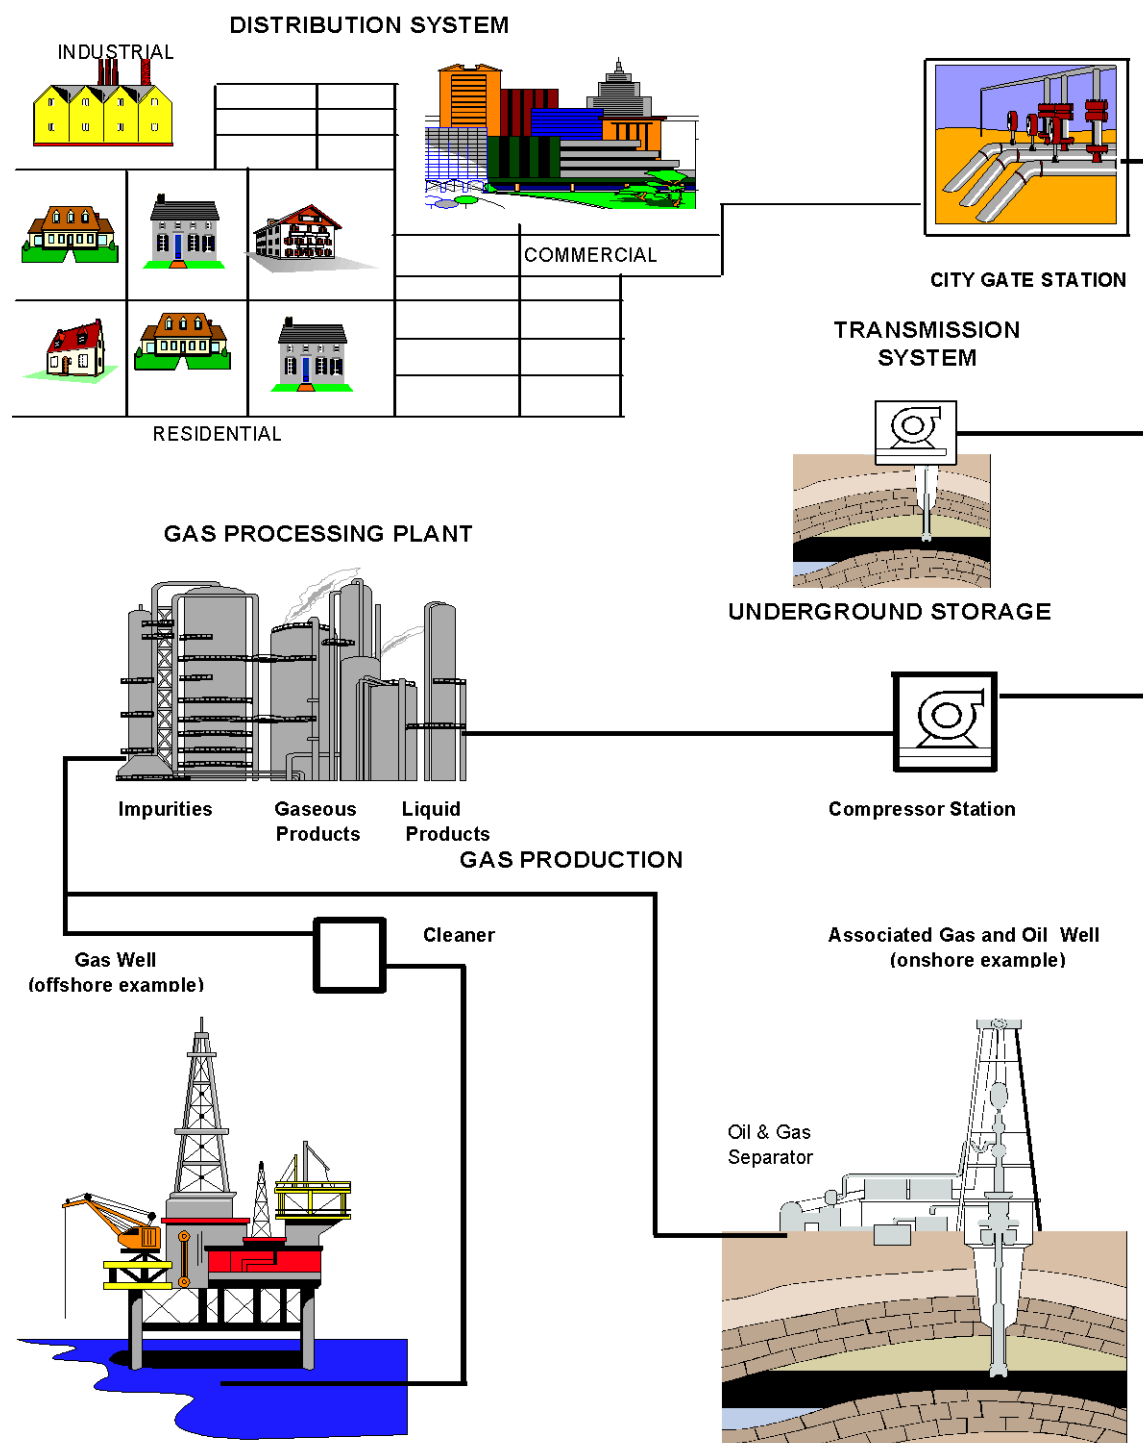 DISTRIBUTION SYSTEM
INDUSTRIAL
COMMERCIAL
CITY GATE STATION
TRANSMISSION
SYSTEM
RESIDENTIAL
GAS PROCESSING PLANT
UNDERGROUND STORAGE
Impurities
Gaseous
Products
Liquid
Products
Compressor Station
GAS PRODUCTION
Cleaner
Gas Well
(offshore example)
Associated Gas and Oil Well
(onshore example)
Oil & Gas
Separator